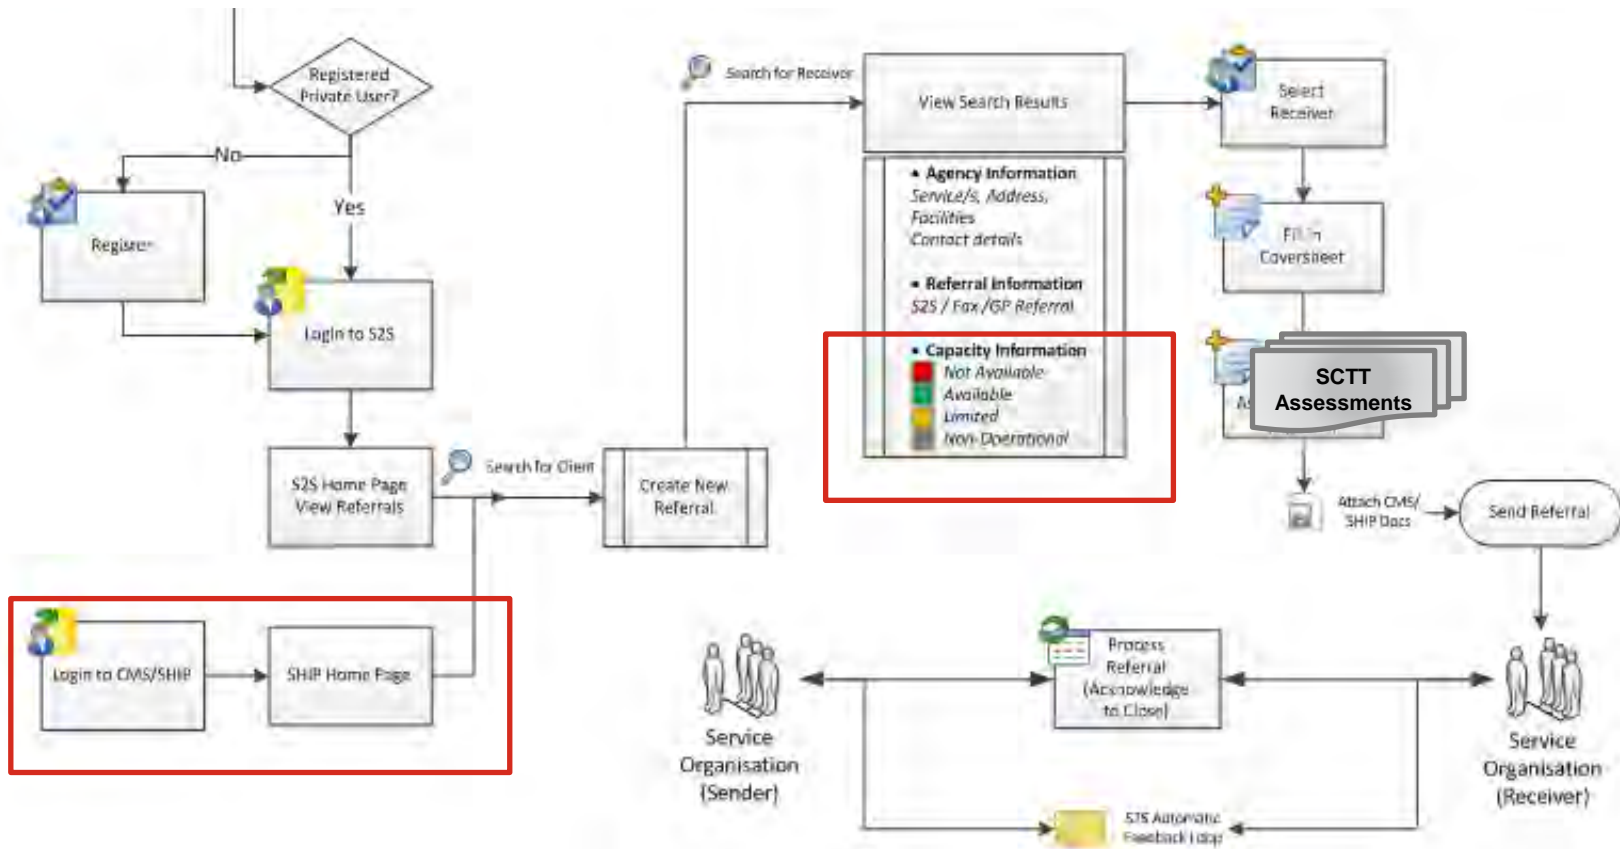 Registered
Private User?
No
Yes
Register
Login to S2S
S2S Home Page
View Referrals
Search for Client
Create New
Referral
Login to CMS/SHIP
SHIP Home Page
Search for Receiver
View Search Results
• Agency Information
Service/s, Address,
Facilities
Contact details
• Referral Information
S2S / Fax /GP Referral
• Capacity Information
Not Available
Available
Limited
Non-Operational
Select
Receiver
Fill in
Coversheet
As
SCTT
Assessments
Attach CMS/
SHIP Docs
Send Referral
Process
Referral
(Acknowledge
to Close)
Service
Organisation
(Sender)
Service
Organisation
(Receiver)
S2S Automatic
Feedback Loop